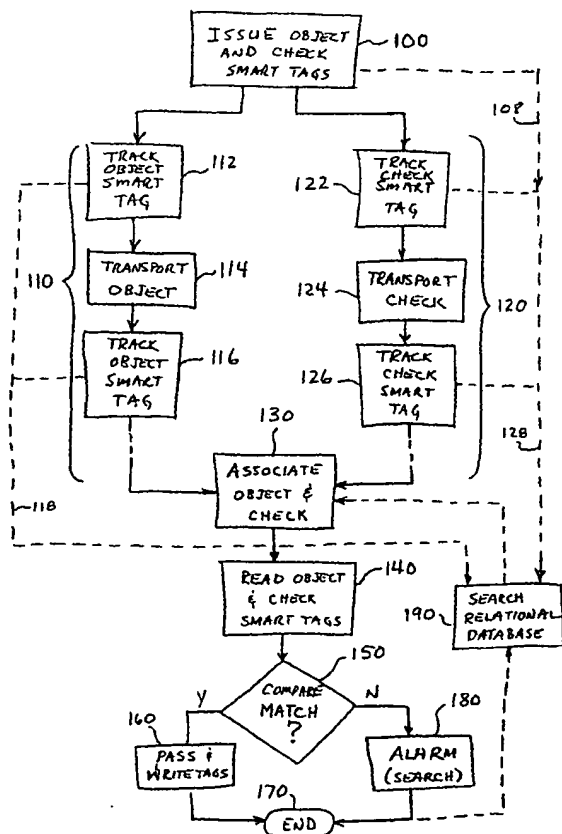 ISSUE OBJECT
AND CHECK
SMART TAGS
100
108
TRACK
OBJECT
SMART
TAG
112
TRACK
CHECK
SMART
TAG
122
110
TRANSPORT
OBJECT
114
TRANSPORT
CHECK
124
120
TRACK
OBJECT
SMART
TAG
116
TRACK
CHECK
SMART
TAG
126
128
130
ASSOCIATE
OBJECT &
CHECK
118
READ OBJECT
& CHECK
SMART TAGS
140
SEARCH
RELATIONAL
DATABASE
190
150
COMPARE
MATCH
?
Y
N
160
PASS &
WRITE TAGS
180
ALARM
(SEARCH)
170
END